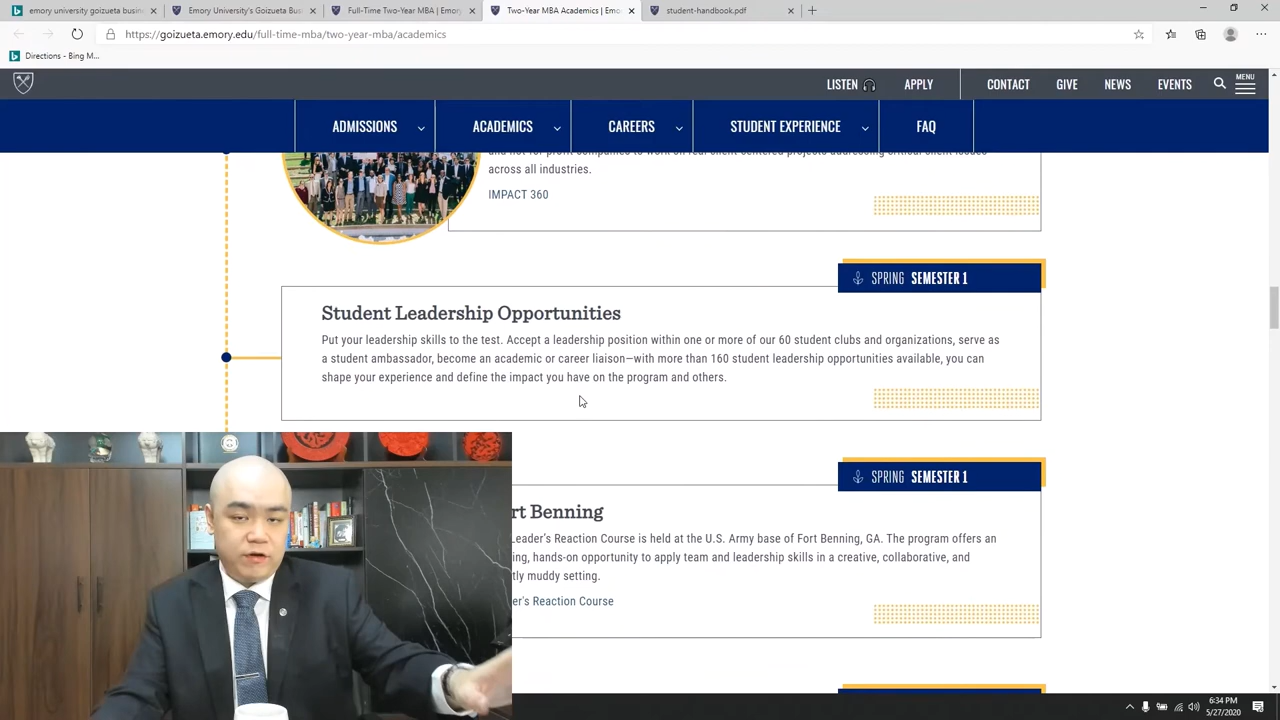 emory university business
Emory University's Goizueta Busi
Full-Time Two-Year MBA | Emory
Two-Year MBA Academics | Emo
student-handbook.pdf
https://goizueta.emory.edu/full-time-mba/two-year-mba/academics
Directions - Bing M...
LISTEN APPLY CONTACT GIVE NEWS EVENTS MENU
ADMISSIONS ACADEMICS CAREERS STUDENT EXPERIENCE FAQ
and not for profit companies to work on real client centered projects addressing critical client issues
across all industries.
IMPACT 360
SPRING SEMESTER 1
Student Leadership Opportunities
Put your leadership skills to the test. Accept a leadership position within one or more of our 60 student clubs and organizations, serve as
a student ambassador, become an academic or career liaison—with more than 160 student leadership opportunities available, you can
shape your experience and define the impact you have on the program and others.
SPRING SEMESTER 1
rt Benning
Leader's Reaction Course is held at the U.S. Army base of Fort Benning, GA. The program offers an
ing, hands-on opportunity to apply team and leadership skills in a creative, collaborative, and
tly muddy setting.
er's Reaction Course
6:34 PM
5/27/2020